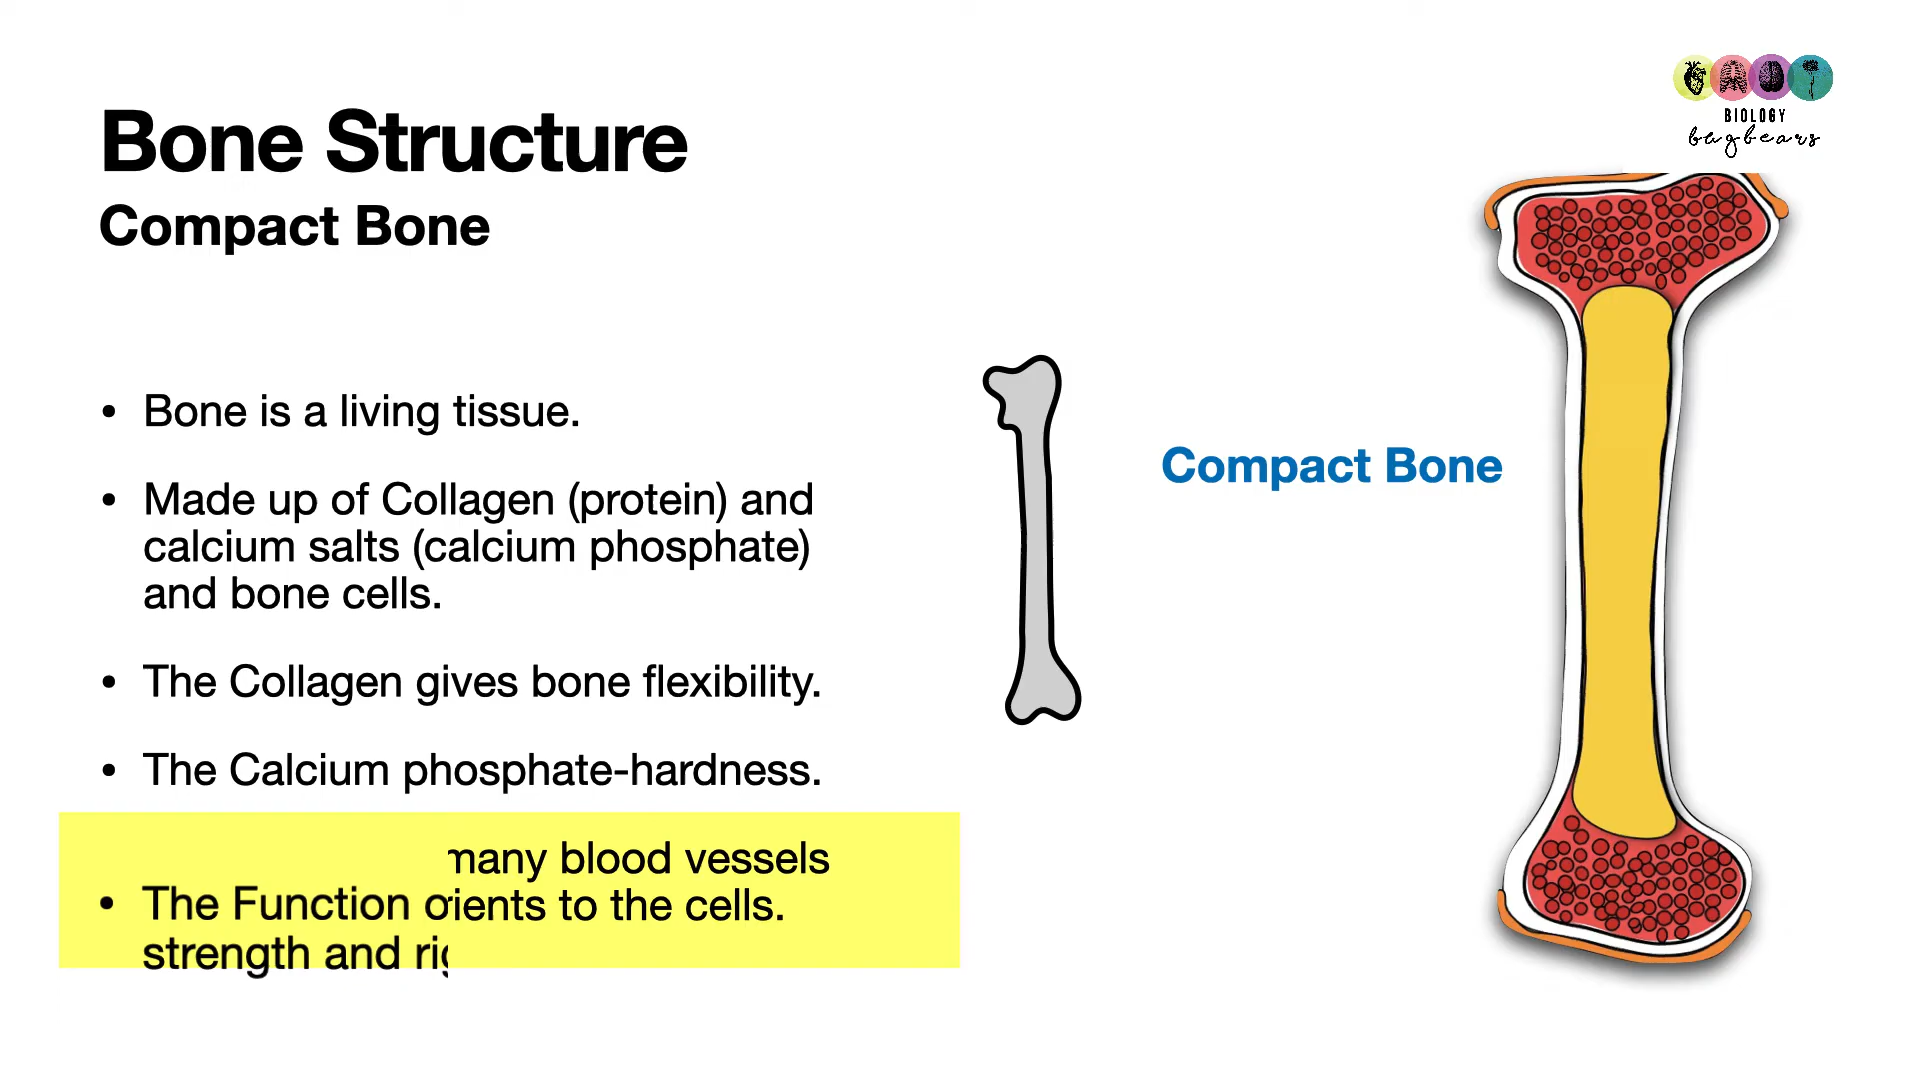 BIOLOGY
bugbears
Bone Structure
Compact Bone
• Bone is a living tissue.
• Made up of Collagen (protein) and
calcium salts (calcium phosphate)
and bone cells.
• The Collagen gives bone flexibility.
• The Calcium phosphate-hardness.
many blood vessels
• The Function to the cells.
strength and
Compact Bone